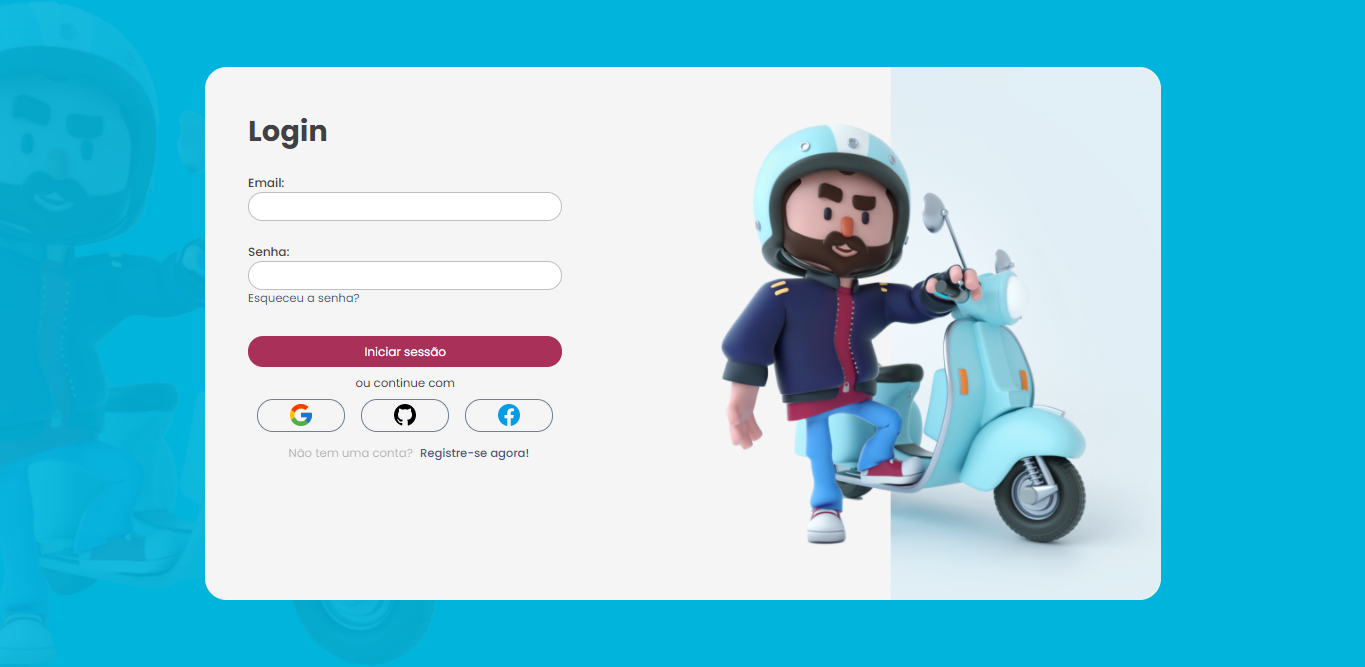 Login
Email:
Senha:
Esqueceu a senha?
Iniciar sessão
ou continue com
Não tem uma conta? Registre-se agora!